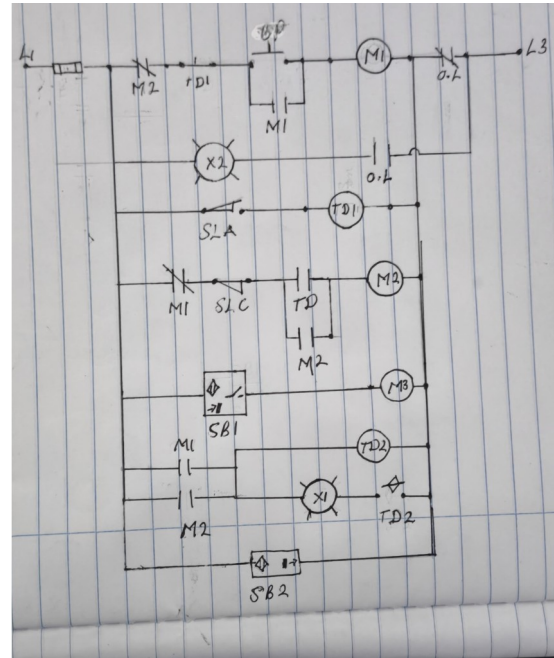 BP
L1 M1 L3
M2 TD1 O.L
M1
X2
O.L
SLA TD1
M1 SLC TD M2
M2
SB1 M3
M1 TD2
M2 X1 TD2
SB2